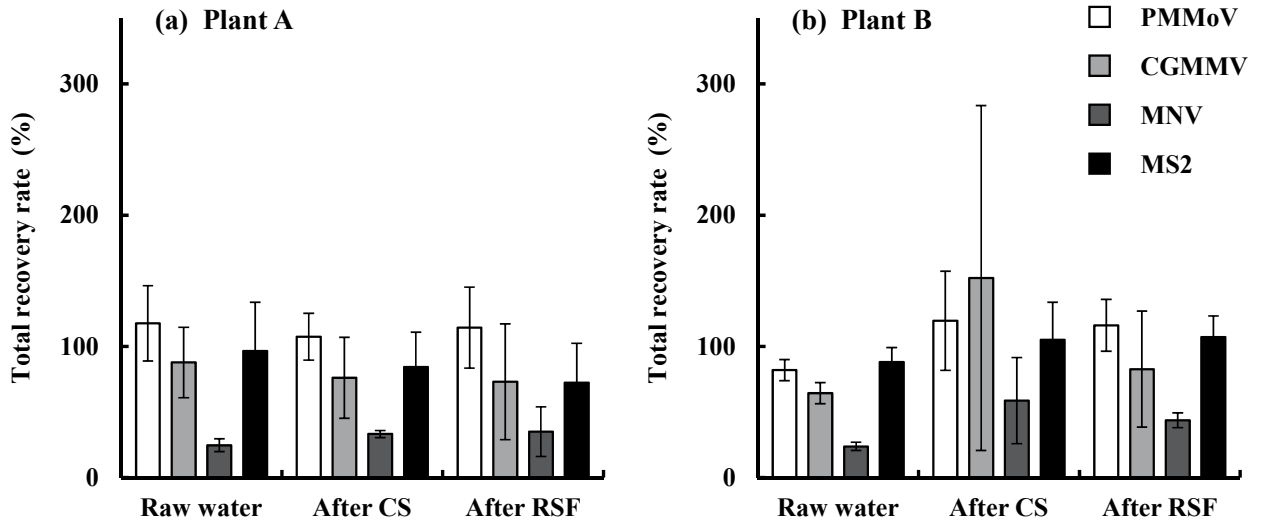 (a) Plant A
Total recovery rate (%)
300
200
100
0
Raw water After CS After RSF
(b) Plant B
Total recovery rate (%)
300
200
100
0
Raw water After CS After RSF
PMMoV
CGMMV
MNV
MS2